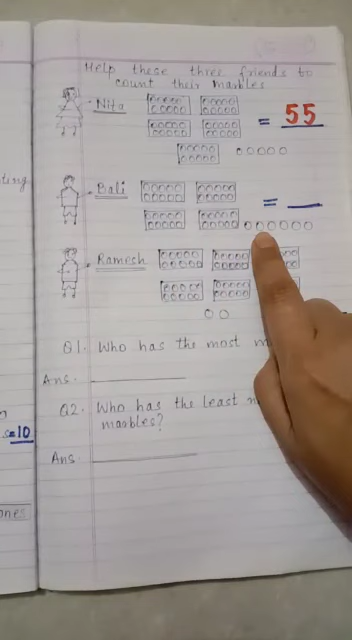 Help these three friends to
count their marbles
Nita = 55
Bali =
Ramesh
Q1. Who has the most
Ans.
Q2. Who has the least
marbles?
Ans.
=10